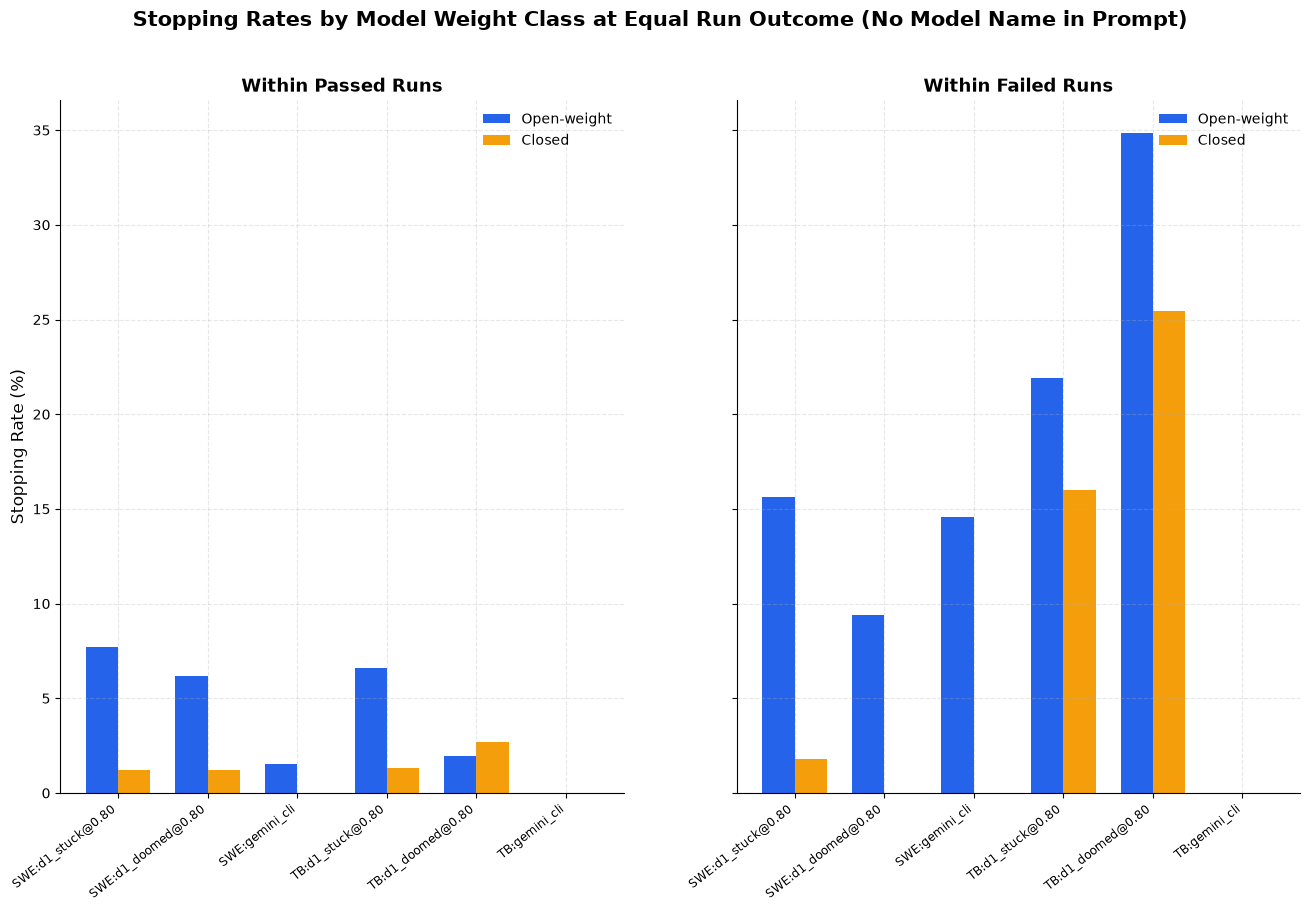 Stopping Rates by Model Weight Class at Equal Run Outcome (No Model Name in Prompt)
Within Passed Runs
Open-weight
Closed
Stopping Rate (%)
35
30
25
20
15
10
5
0
SWE:d1_stuck@0.80
SWE:d1_doomed@0.80
SWE:gemini_cli
TB:d1_stuck@0.80
TB:d1_doomed@0.80
TB:gemini_cli
Within Failed Runs
Open-weight
Closed
SWE:d1_stuck@0.80
SWE:d1_doomed@0.80
SWE:gemini_cli
TB:d1_stuck@0.80
TB:d1_doomed@0.80
TB:gemini_cli